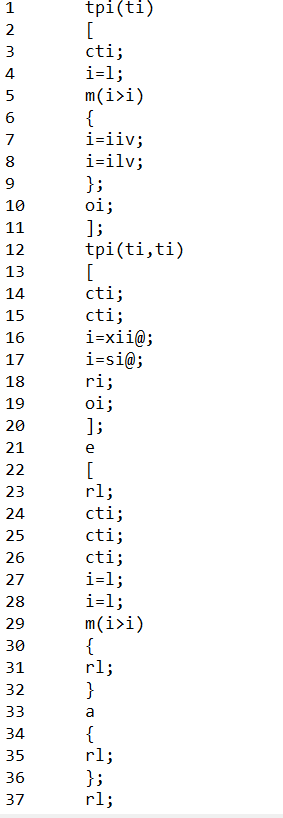 1 tpi(ti)
2 [
3 cti;
4 i=l;
5 m(i>i)
6 {
7 i=iiv;
8 i=ilv;
9 };
10 oi;
11 ];
12 tpi(ti,ti)
13 [
14 cti;
15 cti;
16 i=xii@;
17 i=si@;
18 ri;
19 oi;
20 ];
21 e
22 [
23 rl;
24 cti;
25 cti;
26 cti;
27 i=l;
28 i=l;
29 m(i>i)
30 {
31 rl;
32 }
33 a
34 {
35 rl;
36 };
37 rl;